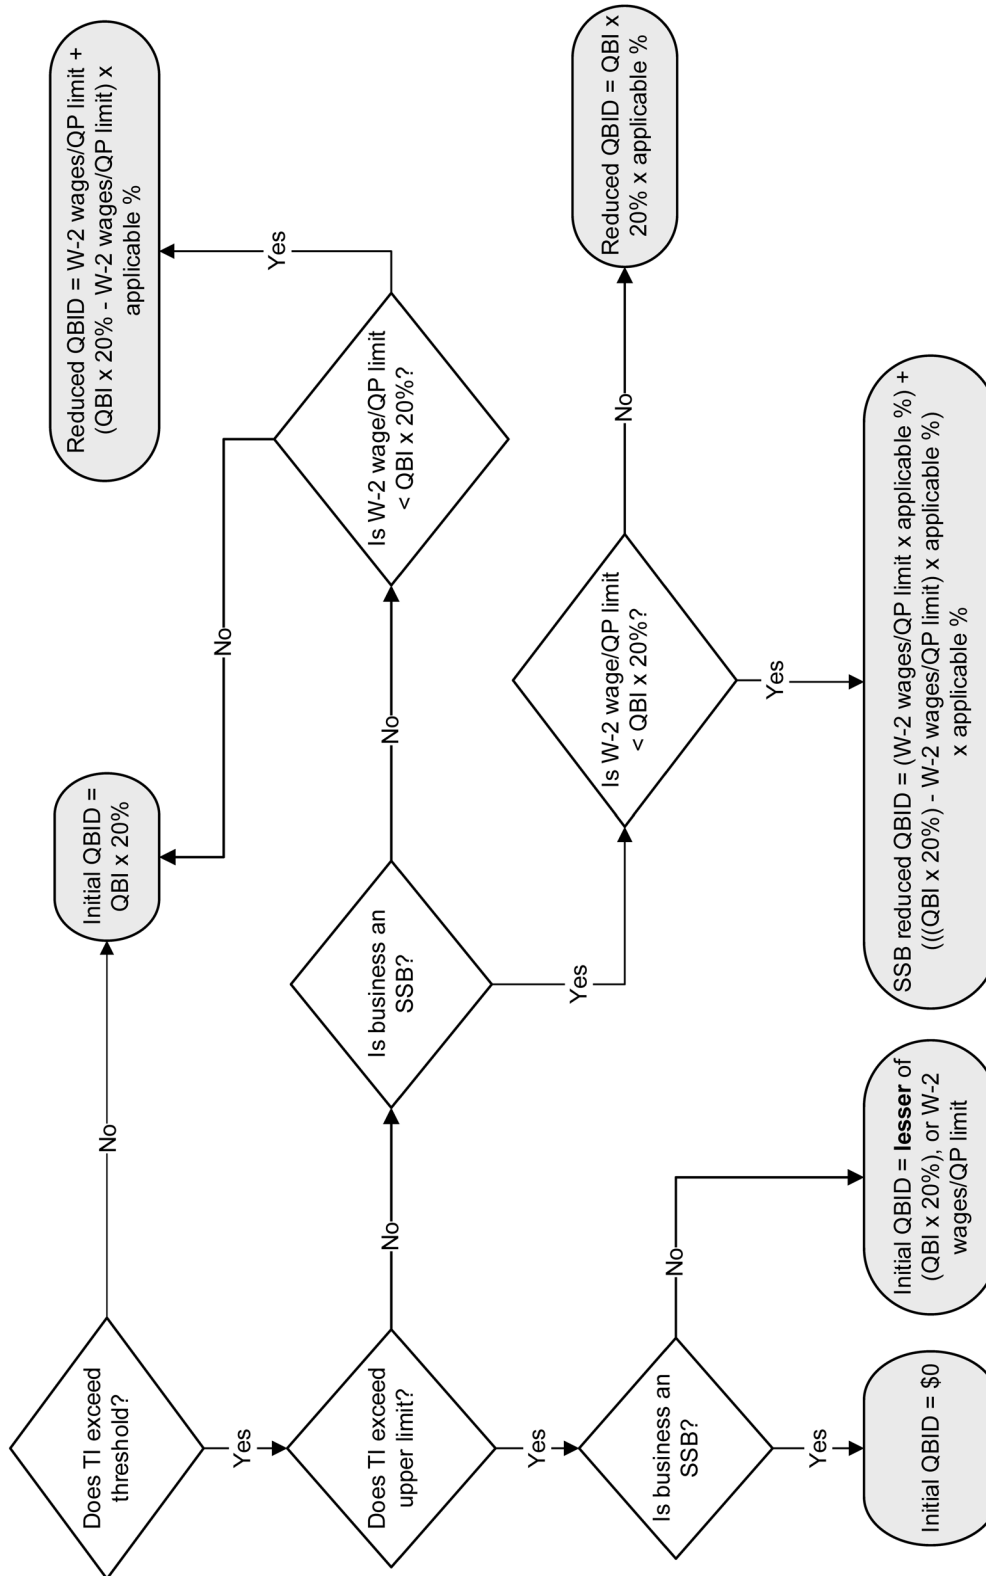 Does TI exceed
threshold?
No
Initial QBID =
QBI x 20%
Yes
Does TI exceed
upper limit?
No
Is business an
SSB?
No
Is W-2 wage/QP limit
< QBI x 20%?
No
Yes
Reduced QBID = W-2 wages/QP limit +
(QBI x 20% - W-2 wages/QP limit) x
applicable %
Yes
Is W-2 wage/QP limit
< QBI x 20%?
No
Reduced QBID = QBI x
20% x applicable %
Yes
SSB reduced QBID = (W-2 wages/QP limit x applicable %) +
(((QBI x 20%) - W-2 wages/QP limit) x applicable %)
x applicable %
Yes
Is business an
SSB?
No
Initial QBID = lesser of
(QBI x 20%), or W-2
wages/QP limit
Yes
Initial QBID = $0